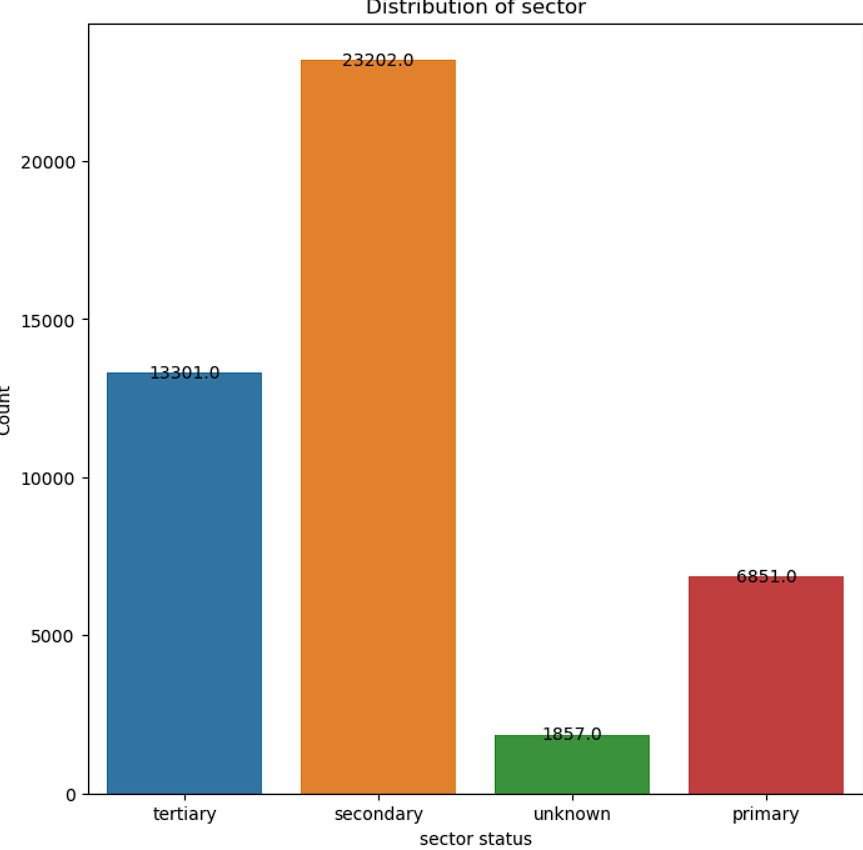 Distribution of sector
23202.0
20000
15000
13301.0
Count
10000
6851.0
5000
1857.0
0
tertiary
secondary
unknown
primary
sector status